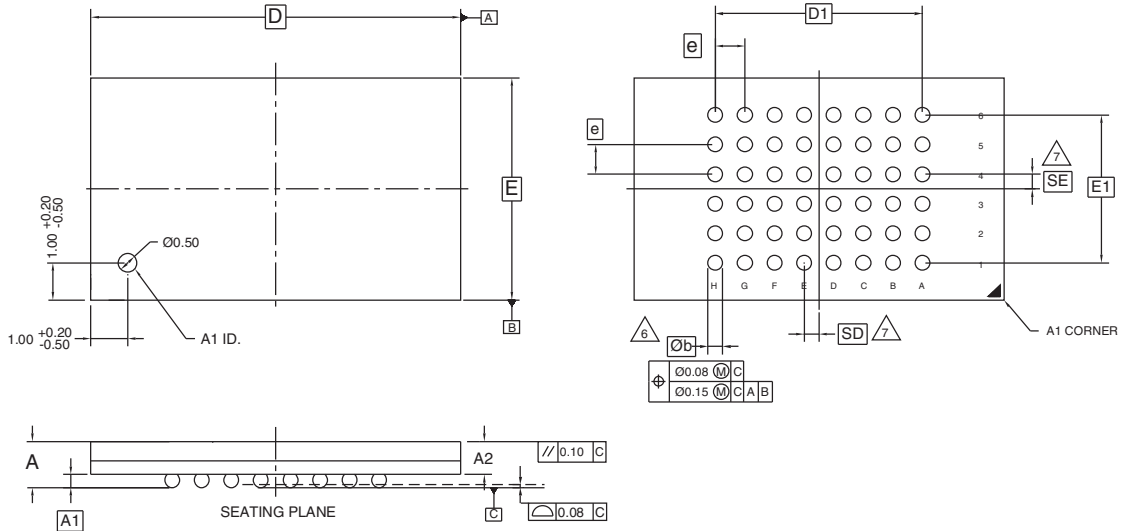 D
A
E
B
1.00 +0.20 -0.50
Ø0.50
A1 ID.
1.00 +0.20 -0.50
D1
e
e
6
5
4
3
2
1
H G F E D C B A
7
SE
E1
6
Øb
SD
7
A1 CORNER
Ø0.08 M C
Ø0.15 M C A B
A
A1
A2
// 0.10 C
SEATING PLANE
C
0.08 C